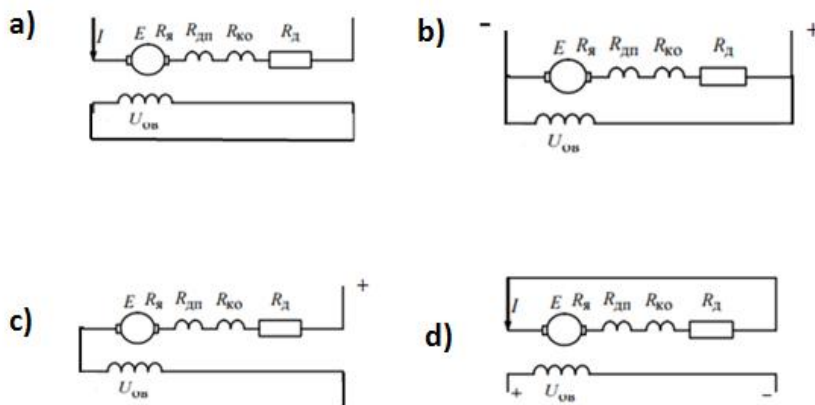 a)
I E Rя Rдп Rко Rд
Uов
b)
- +
E Rя Rдп Rко Rд
Uов
c)
+
E Rя Rдп Rко Rд
Uов
d)
I E Rя Rдп Rко Rд
+ Uов -